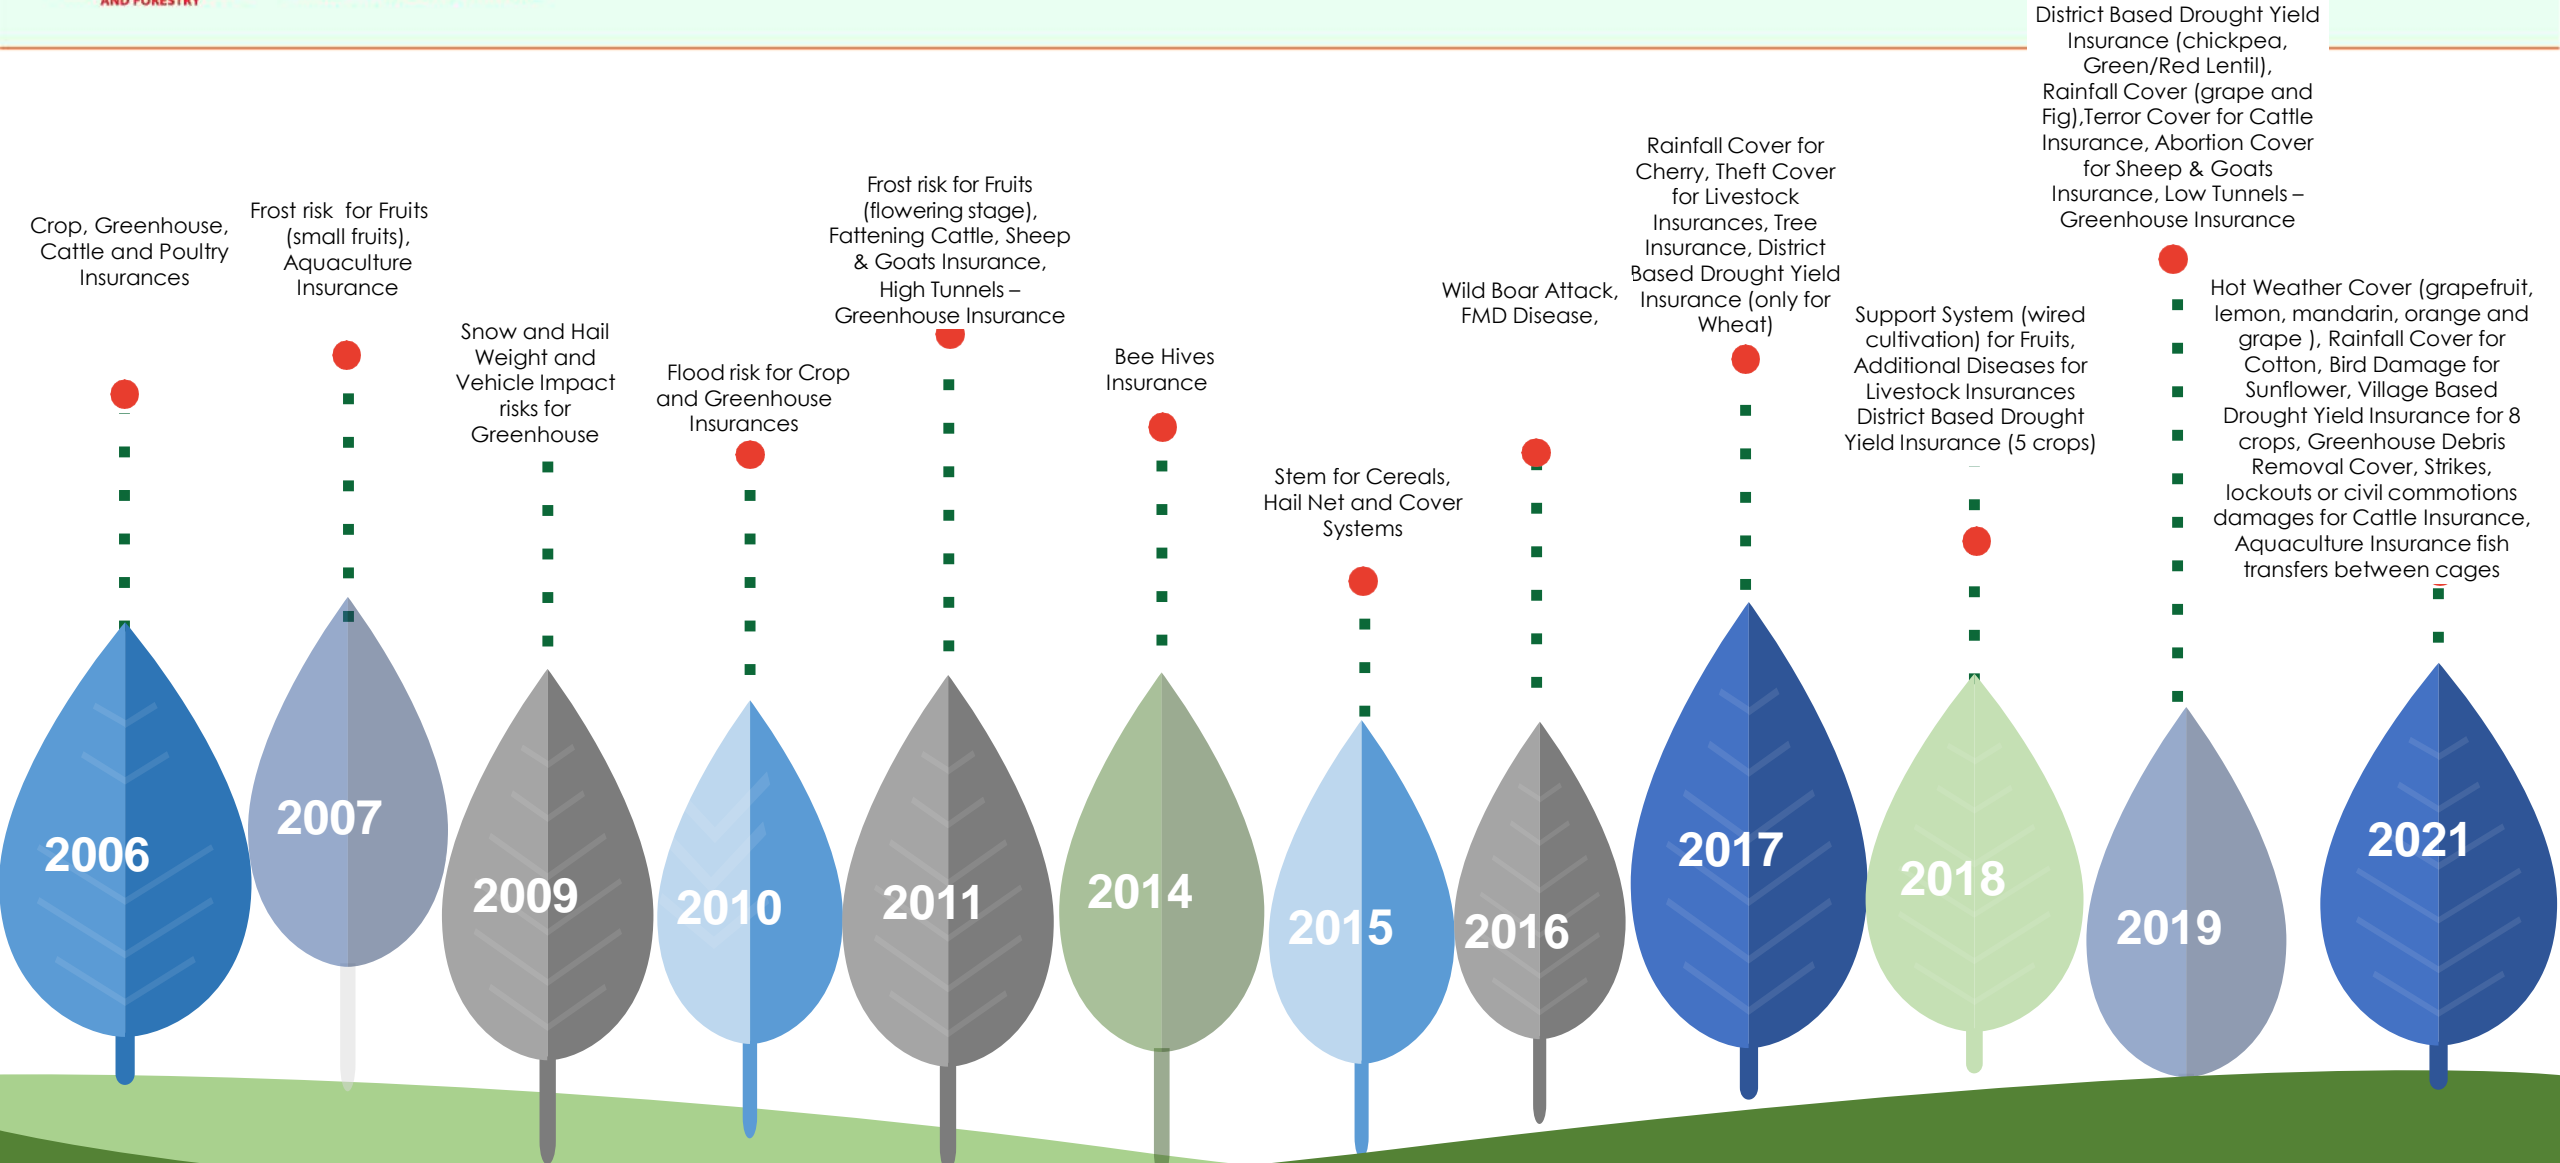 AND FORESTRY
Crop, Greenhouse,
Cattle and Poultry
Insurances
Frost risk for Fruits
(small fruits),
Aquaculture
Insurance
Snow and Hail
Weight and
Vehicle Impact
risks for
Greenhouse
Flood risk for Crop
and Greenhouse
Insurances
Frost risk for Fruits
(flowering stage),
Fattening Cattle, Sheep
& Goats Insurance,
High Tunnels –
Greenhouse Insurance
Bee Hives
Insurance
Stem for Cereals,
Hail Net and Cover
Systems
Wild Boar Attack,
FMD Disease,
Rainfall Cover for
Cherry, Theft Cover
for Livestock
Insurances, Tree
Insurance, District
Based Drought Yield
Insurance (only for
Wheat)
Support System (wired
cultivation) for Fruits,
Additional Diseases for
Livestock Insurances
District Based Drought
Yield Insurance (5 crops)
District Based Drought Yield
Insurance (chickpea,
Green/Red Lentil),
Rainfall Cover (grape and
Fig),Terror Cover for Cattle
Insurance, Abortion Cover
for Sheep & Goats
Insurance, Low Tunnels –
Greenhouse Insurance
Hot Weather Cover (grapefruit,
lemon, mandarin, orange and
grape ), Rainfall Cover for
Cotton, Bird Damage for
Sunflower, Village Based
Drought Yield Insurance for 8
crops, Greenhouse Debris
Removal Cover, Strikes,
lockouts or civil commotions
damages for Cattle Insurance,
Aquaculture Insurance fish
transfers between cages
2006
2007
2009
2010
2011
2014
2015
2016
2017
2018
2019
2021